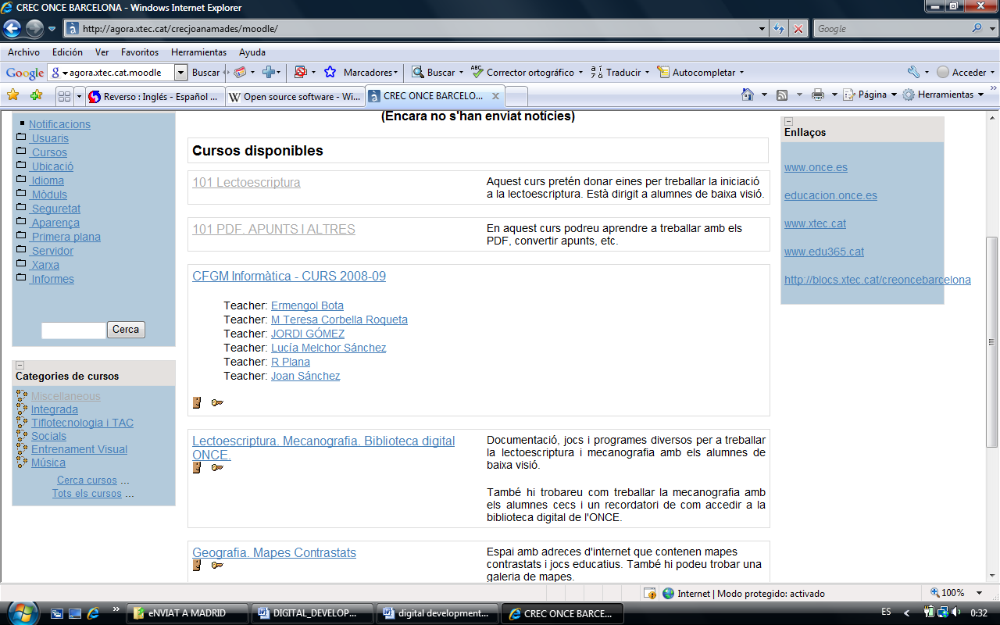 CREC ONCE BARCELONA - Windows Internet Explorer
http://agora.xtec.cat/crecjoanamades/moodle/
Google
Archivo Edición Ver Favoritos Herramientas Ayuda
Google agora.xtec.cat.moodle Buscar Marcadores Buscar Corrector ortográfico Traducir Autocompletar Acceder
Reverso : Inglés - Español ... Open source software - Wi... CREC ONCE BARCELO... Página Herramientas
Notificacions
Usuaris
Cursos
Ubicació
Idioma
Mòduls
Seguretat
Aparença
Primera plana
Servidor
Xarxa
Informes
Cerca
Categories de cursos
Miscellaneous
Integrada
Tiflotecnologia i TAC
Socials
Entrenament Visual
Música
Cerca cursos ...
Tots els cursos ...
(Encara no s'han enviat notícies)
Cursos disponibles
101 Lectoescriptura
Aquest curs pretén donar eines per treballar la iniciació
a la lectoescriptura. Està dirigit a alumnes de baixa visió.
101 PDF. APUNTS I ALTRES
En aquest curs podreu aprendre a treballar amb els
PDF, convertir apunts, etc.
CFGM Informàtica - CURS 2008-09
Teacher: Ermengol Bota
Teacher: M Teresa Corbella Roqueta
Teacher: JORDI GÓMEZ
Teacher: Lucía Melchor Sánchez
Teacher: R Plana
Teacher: Joan Sánchez
Lectoescriptura. Mecanografia. Biblioteca digital
ONCE.
Documentació, jocs i programes diversos per a treballar
la lectoescriptura i mecanografia amb els alumnes de
baixa visió.
També hi trobareu com treballar la mecanografia amb
els alumnes cecs i un recordatori de com accedir a la
biblioteca digital de l'ONCE.
Geografia. Mapes Contrastats
Espai amb adreces d'internet que contenen mapes
contrastats i jocs educatius. També hi podeu trobar una
galeria de mapes.
Enllaços
www.once.es
educacion.once.es
www.xtec.cat
www.edu365.cat
http://blocs.xtec.cat/creoncebarcelona
Internet | Modo protegido: activado 100%
eNVIAT A MADRID DIGITAL_DEVELOP... digital development... CREC ONCE BARCE... ES 0:32